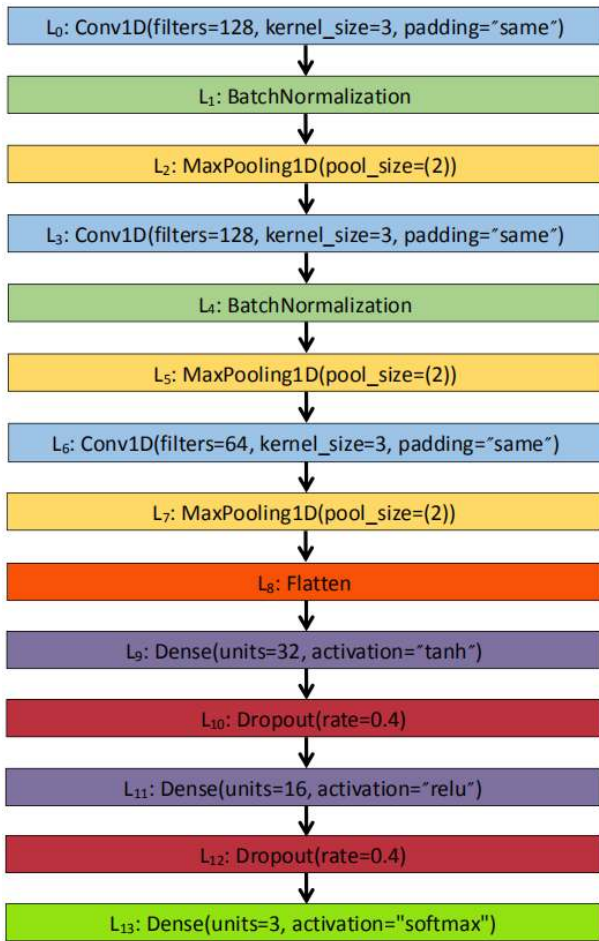 L₀: Conv1D(filters=128, kernel_size=3, padding=″same″)
L₁: BatchNormalization
L₂: MaxPooling1D(pool_size=(2))
L₃: Conv1D(filters=128, kernel_size=3, padding=″same″)
L₄: BatchNormalization
L₅: MaxPooling1D(pool_size=(2))
L₆: Conv1D(filters=64, kernel_size=3, padding=″same″)
L₇: MaxPooling1D(pool_size=(2))
L₈: Flatten
L₉: Dense(units=32, activation=″tanh″)
L₁₀: Dropout(rate=0.4)
L₁₁: Dense(units=16, activation=″relu″)
L₁₂: Dropout(rate=0.4)
L₁₃: Dense(units=3, activation="softmax")